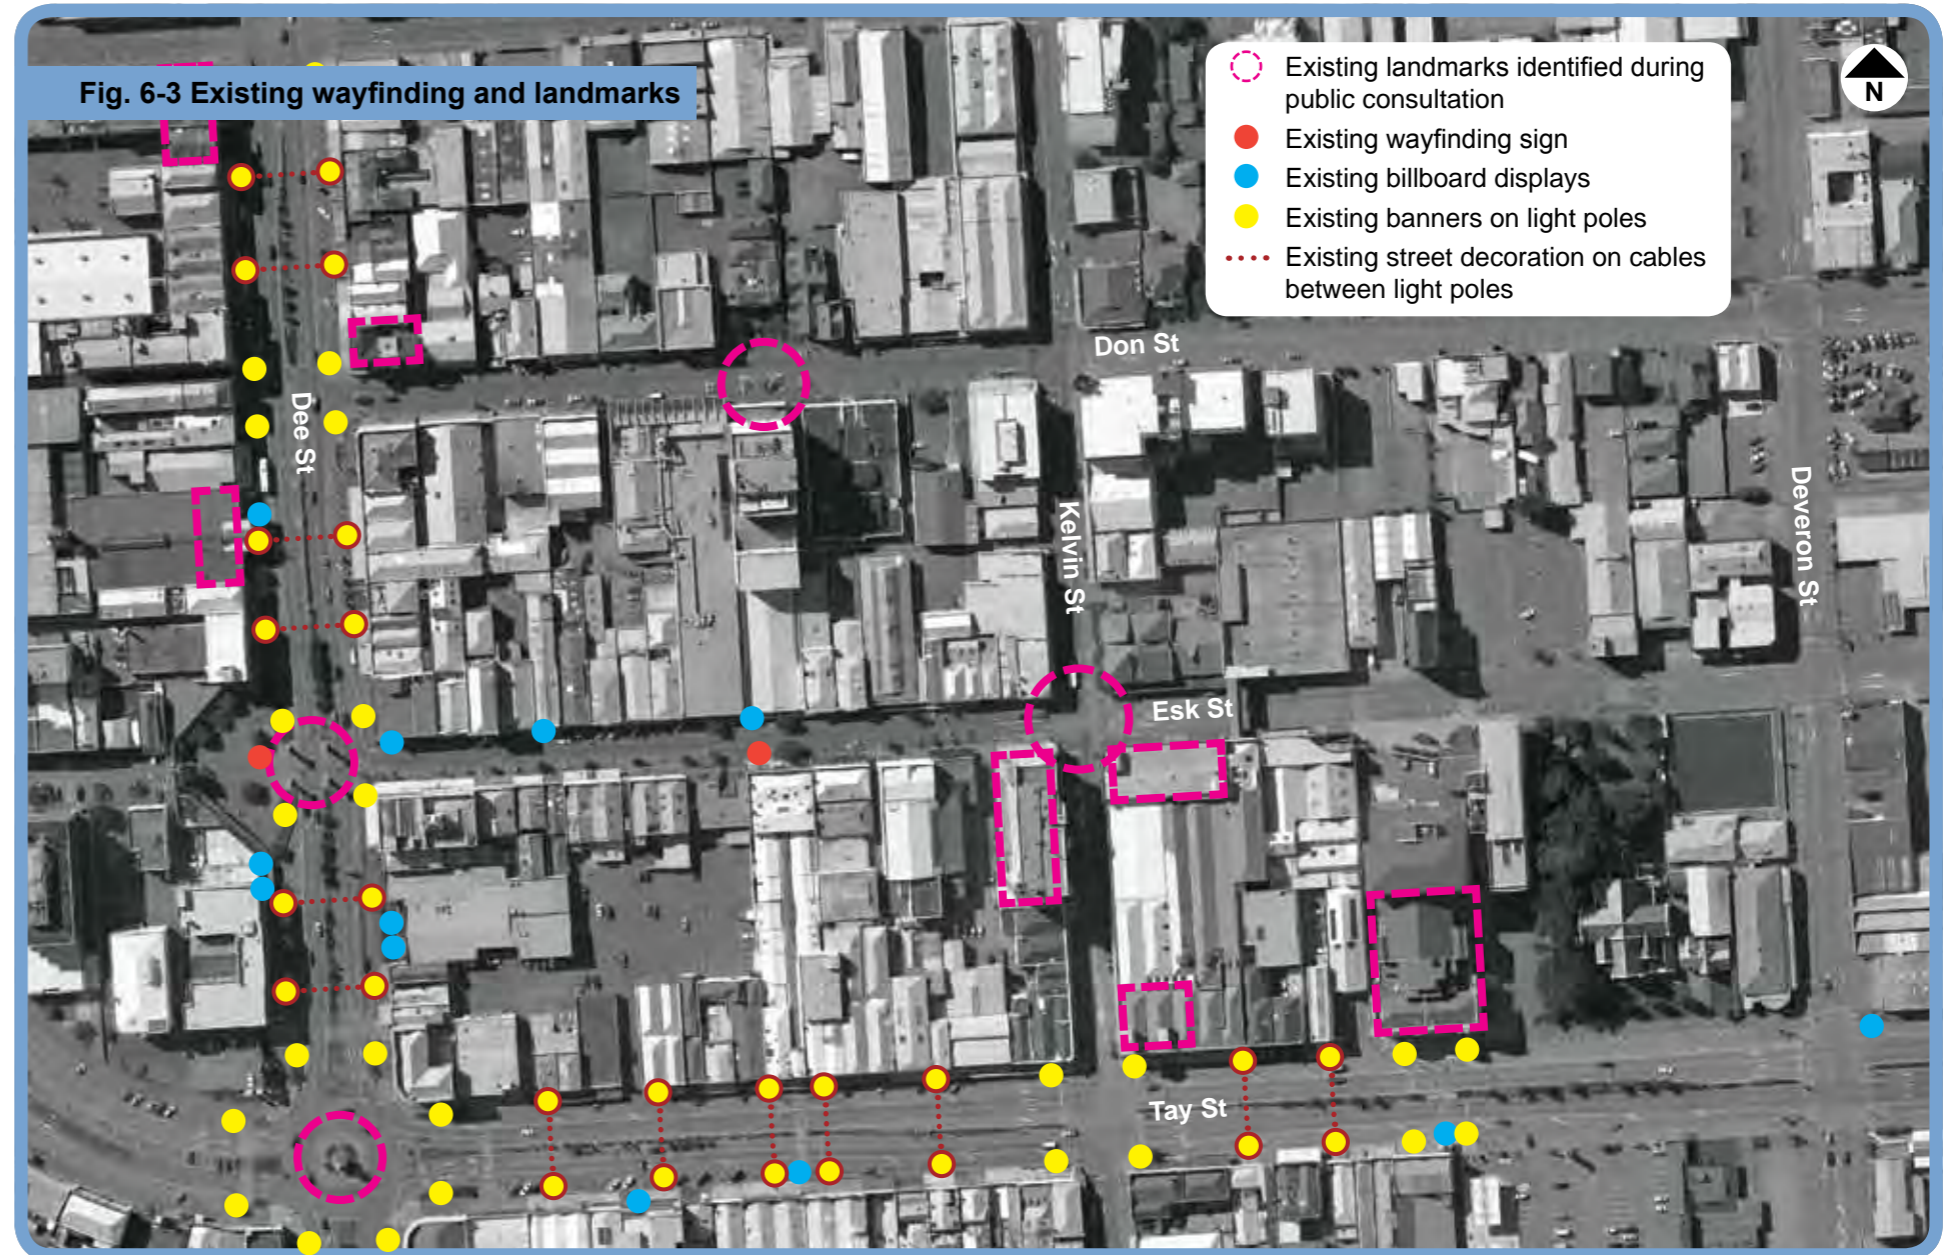 Fig. 6-3 Existing wayfinding and landmarks
Existing landmarks identified during
public consultation
Existing wayfinding sign
Existing billboard displays
Existing banners on light poles
Existing street decoration on cables
between light poles
N
Don St
Dee St
Kelvin St
Deveron St
Esk St
Tay St